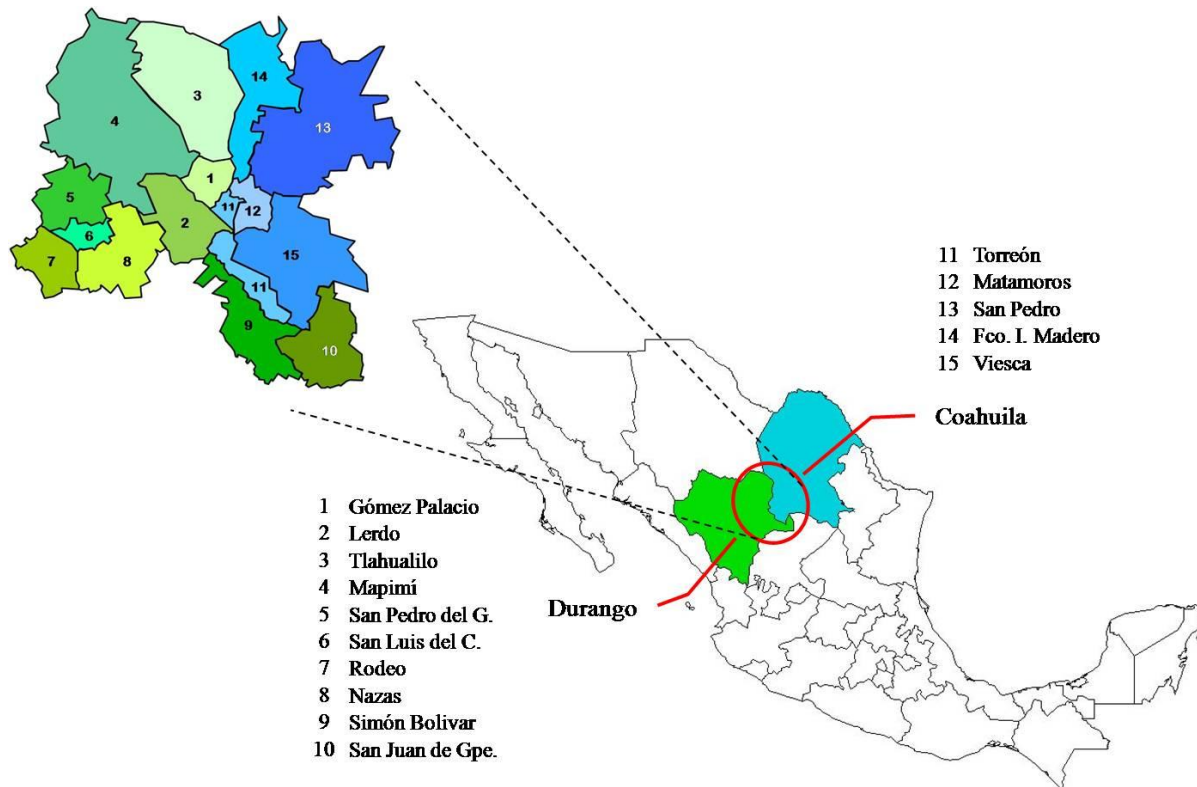 14
3
13
4
1
5
11
12
2
6
15
7
8
11
9
10
11 Torreón
12 Matamoros
13 San Pedro
14 Fco. I. Madero
15 Viesca
Coahuila
1 Gómez Palacio
2 Lerdo
3 Tlahualilo
4 Mapimí
5 San Pedro del G.
6 San Luis del C.
7 Rodeo
8 Nazas
9 Simón Bolivar
10 San Juan de Gpe.
Durango